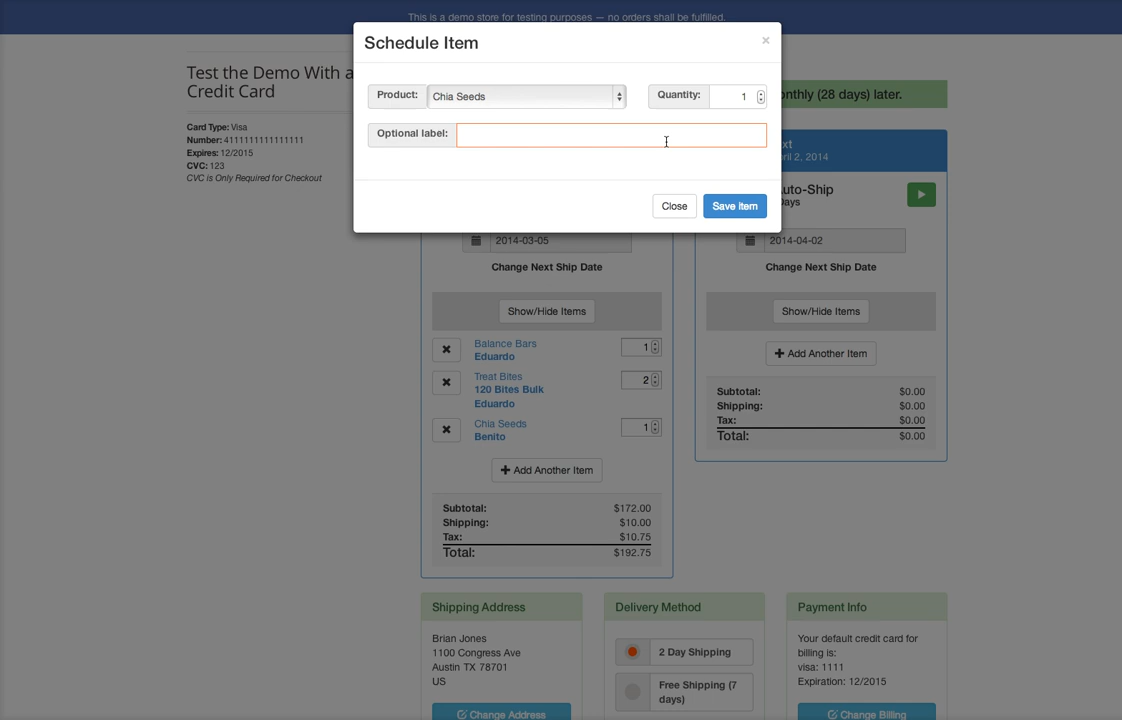 This is a demo store for testing purposes — no orders shall be fulfilled.
Schedule Item
×
Product:
Chia Seeds
Quantity:
1
Optional label:
Close
Save Item
Test the Demo With a
Credit Card
Card Type: Visa
Number: 4111111111111111
Expires: 12/2015
CVC: 123
CVC is Only Required for Checkout
(28 days) later.
2, 2014
Days
2014-03-05
Change Next Ship Date
Show/Hide Items
Balance Bars
Eduardo
1
Treat Bites
120 Bites Bulk
Eduardo
2
Chia Seeds
Benito
1
Add Another Item
Subtotal: $172.00
Shipping: $10.00
Tax: $10.75
Total: $192.75
2014-04-02
Change Next Ship Date
Show/Hide Items
Add Another Item
Subtotal: $0.00
Shipping: $0.00
Tax: $0.00
Total: $0.00
Shipping Address
Brian Jones
1100 Congress Ave
Austin TX 78701
US
Change Address
Delivery Method
2 Day Shipping
Free Shipping (7
days)
Payment Info
Your default credit card for
billing is:
visa: 1111
Expiration: 12/2015
Change Billing